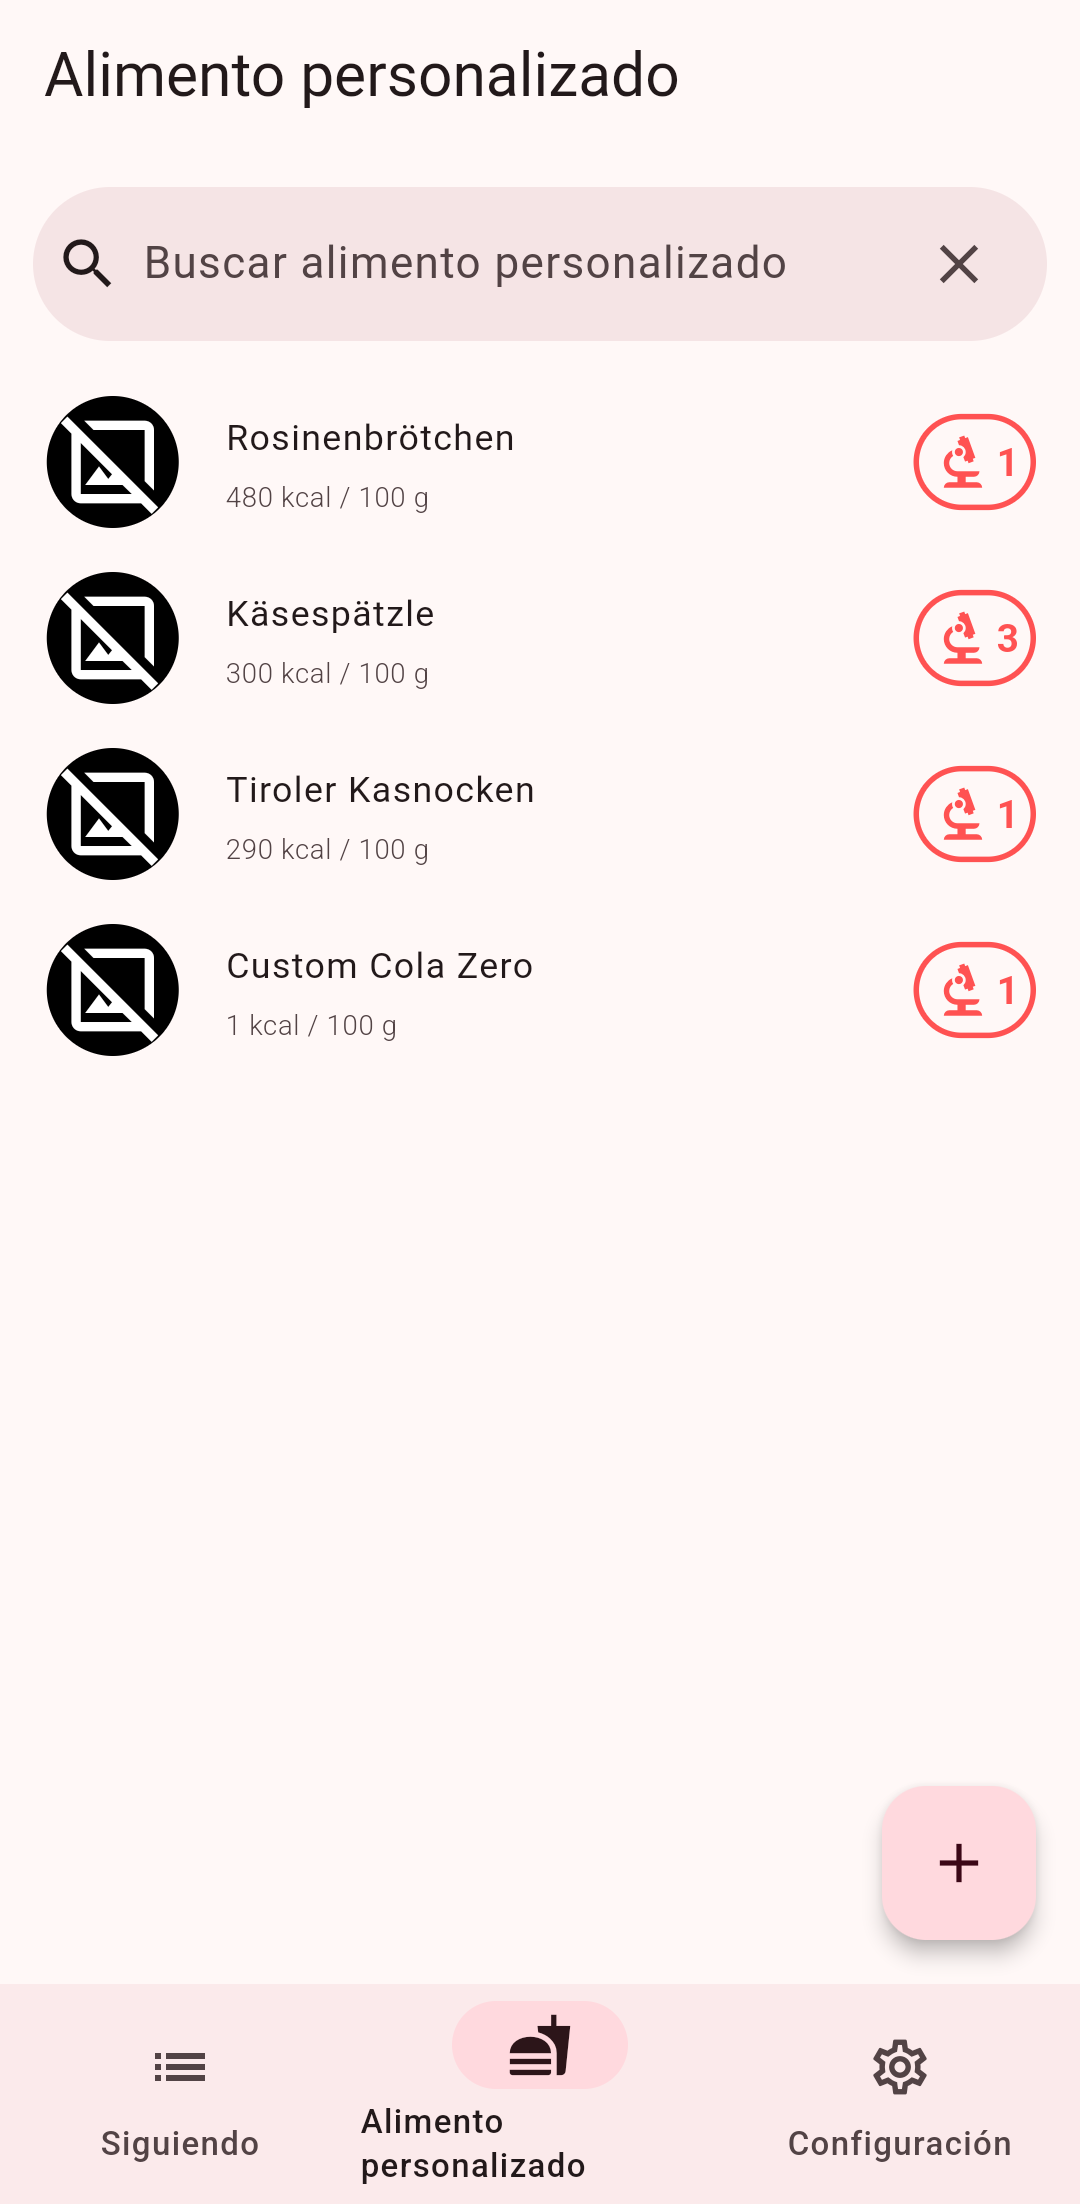 Alimento personalizado
Buscar alimento personalizado
Rosinenbrötchen
480 kcal / 100 g
1
Käsespätzle
300 kcal / 100 g
3
Tiroler Kasnocken
290 kcal / 100 g
1
Custom Cola Zero
1 kcal / 100 g
1
Siguiendo
Alimento
personalizado
Configuración